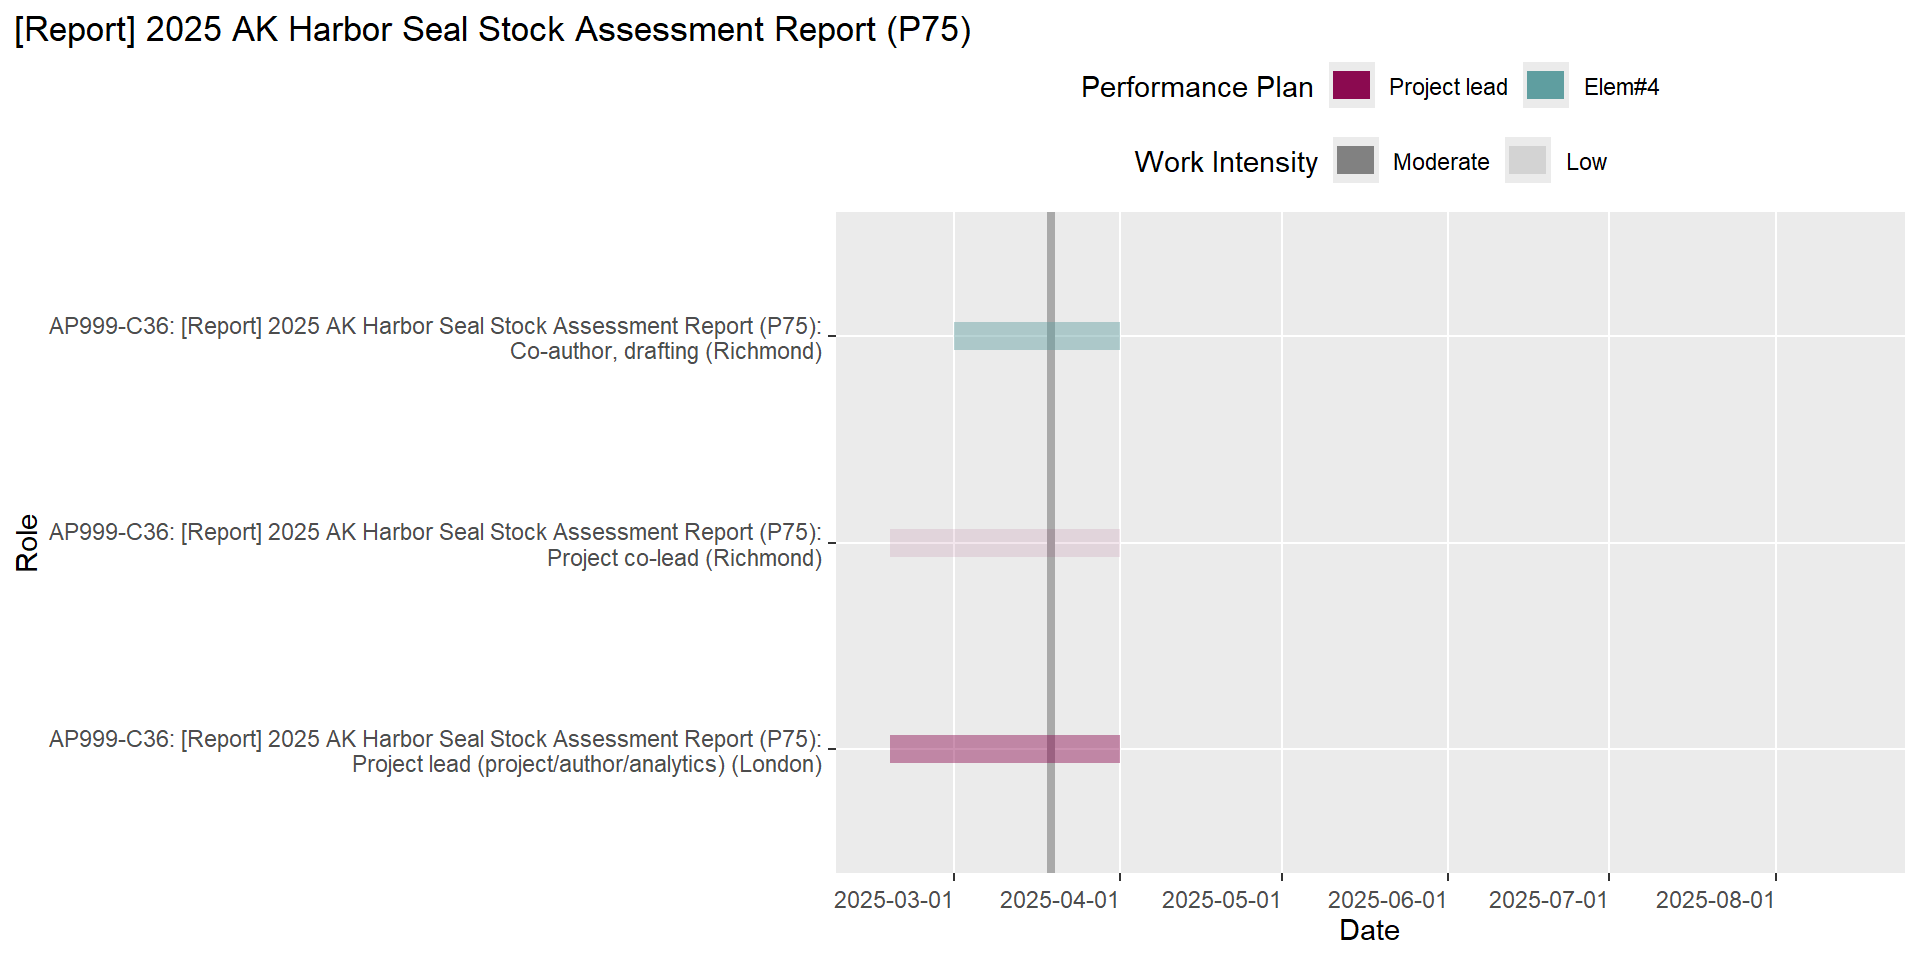 [Report] 2025 AK Harbor Seal Stock Assessment Report (P75)
Performance Plan Project lead Elem#4
Work Intensity Moderate Low
AP999-C36: [Report] 2025 AK Harbor Seal Stock Assessment Report (P75):
Co-author, drafting (Richmond)
Role
AP999-C36: [Report] 2025 AK Harbor Seal Stock Assessment Report (P75):
Project co-lead (Richmond)
AP999-C36: [Report] 2025 AK Harbor Seal Stock Assessment Report (P75):
Project lead (project/author/analytics) (London)
2025-03-01 2025-04-01 2025-05-01 2025-06-01 2025-07-01 2025-08-01
Date